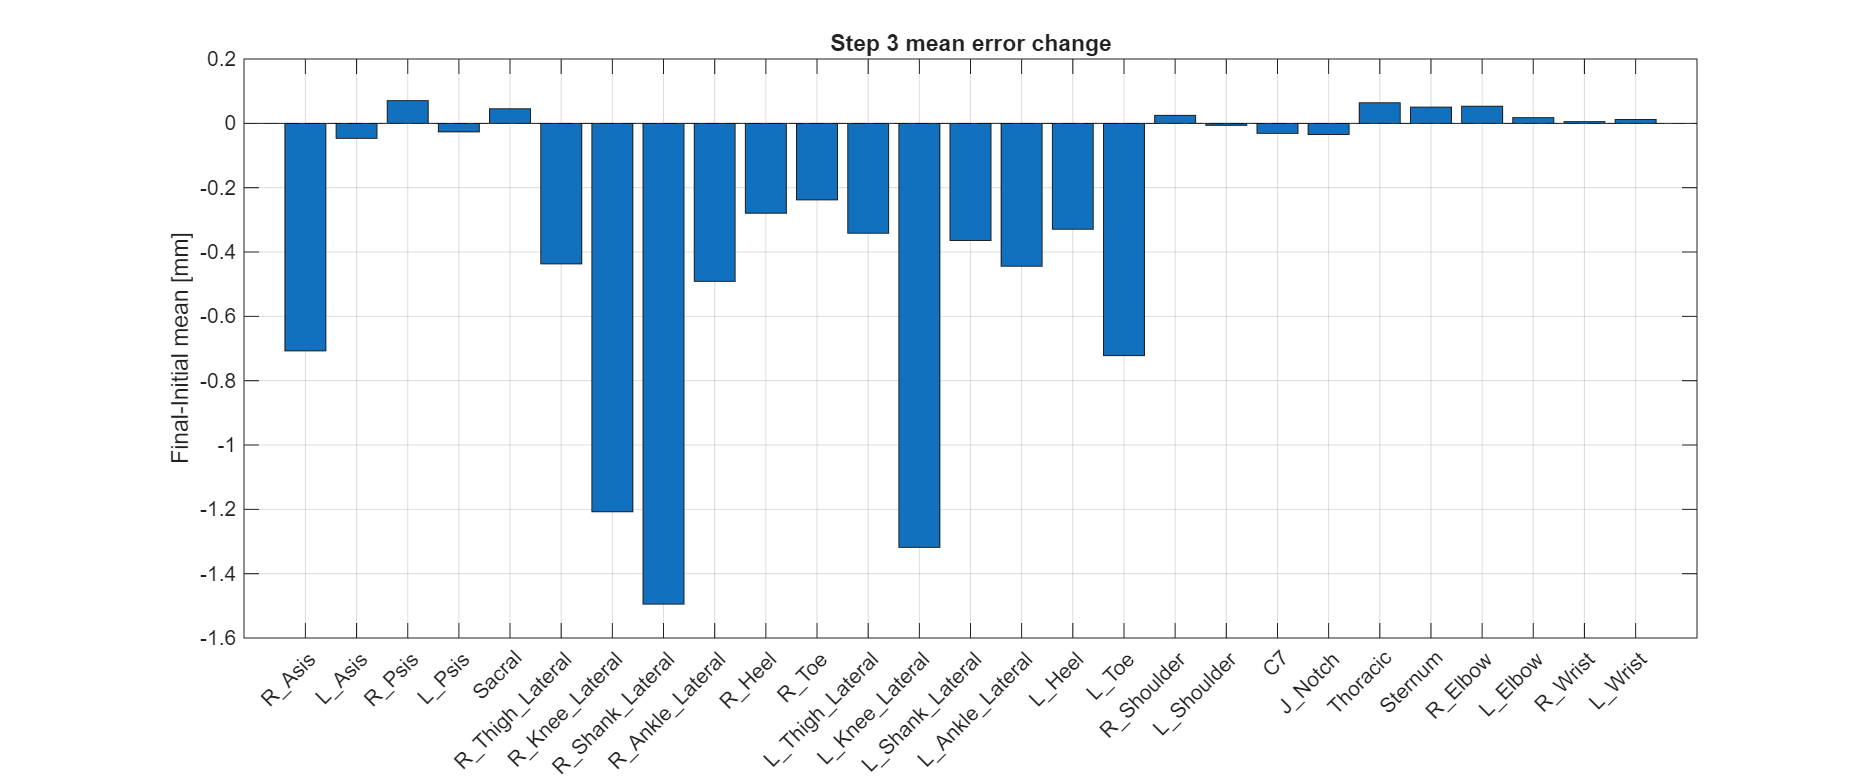 Step 3 mean error change
Final-Initial mean [mm]
0.2
0
-0.2
-0.4
-0.6
-0.8
-1
-1.2
-1.4
-1.6
R_Asis
L_Asis
R_Psis
L_Psis
Sacral
R_Thigh_Lateral
R_Knee_Lateral
R_Shank_Lateral
R_Ankle_Lateral
R_Heel
R_Toe
L_Thigh_Lateral
L_Knee_Lateral
L_Shank_Lateral
L_Ankle_Lateral
L_Heel
L_Toe
R_Shoulder
L_Shoulder
C7
J_Notch
Thoracic
Sternum
R_Elbow
L_Elbow
R_Wrist
L_Wrist